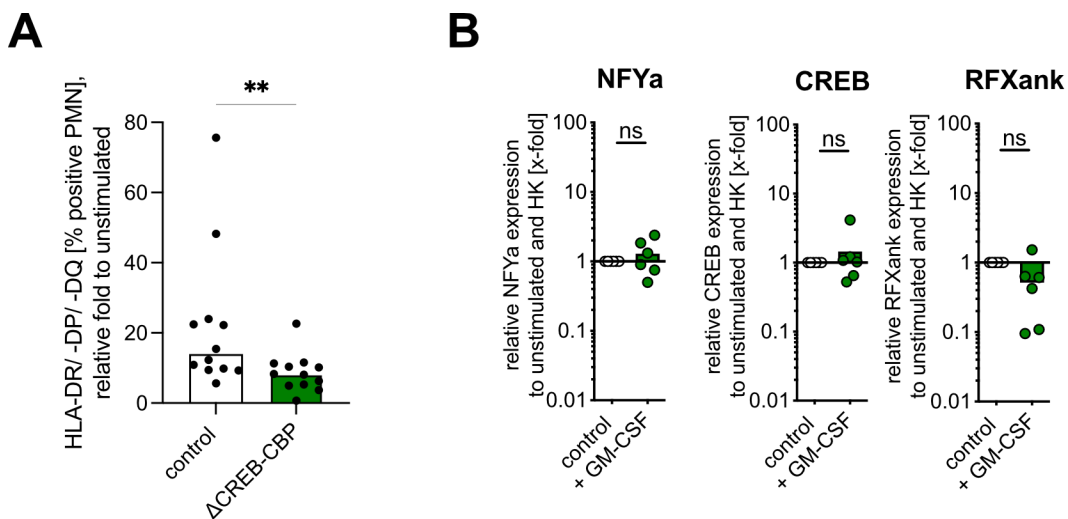 A
HLA-DR/ -DP/ -DQ [% positive PMN],
relative fold to unstimulated
80
60
40
20
0
**
control
ΔCREB-CBP
B
NFYa
relative NFYa expression
to unstimulated and HK [x-fold]
100
10
1
0.1
0.01
ns
control
+ GM-CSF
CREB
relative CREB expression
to unstimulated and HK [x-fold]
100
10
1
0.1
0.01
ns
control
+ GM-CSF
RFXank
relative RFXank expression
to unstimulated and HK [x-fold]
100
10
1
0.1
0.01
ns
control
+ GM-CSF